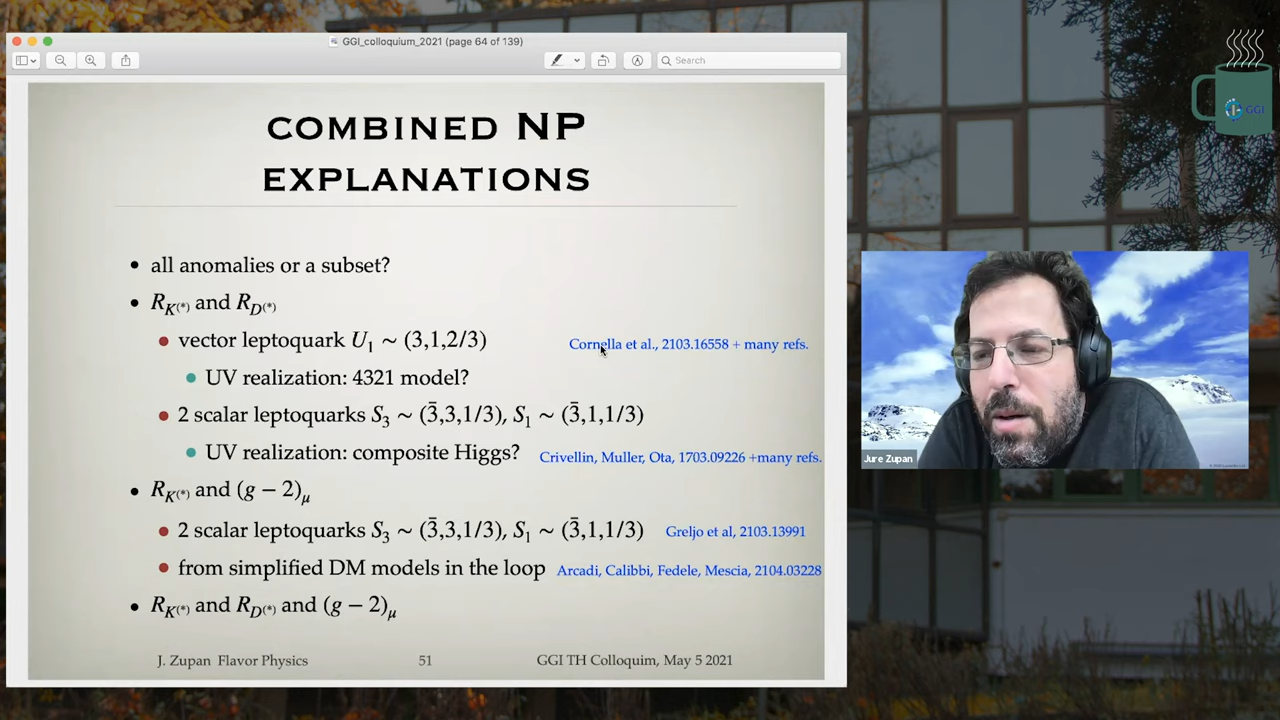 GGI_colloquium_2021 (page 64 of 139)
Search
GGI
COMBINED NP
EXPLANATIONS
• all anomalies or a subset?
• R_{K^{(*)}} and R_{D^{(*)}}
• vector leptoquark U_1 ∼ (3,1,2/3) Cornella et al., 2103.16558 + many refs.
• UV realization: 4321 model?
• 2 scalar leptoquarks S_3 ∼ (3̄,3,1/3), S_1 ∼ (3̄,1,1/3)
• UV realization: composite Higgs? Crivellin, Muller, Ota, 1703.09226 +many refs.
• R_{K^{(*)}} and (g − 2)_μ
• 2 scalar leptoquarks S_3 ∼ (3̄,3,1/3), S_1 ∼ (3̄,1,1/3) Greljo et al, 2103.13991
• from simplified DM models in the loop Arcadi, Calibbi, Fedele, Mescia, 2104.03228
• R_{K^{(*)}} and R_{D^{(*)}} and (g − 2)_μ
J. Zupan Flavor Physics 51 GGI TH Colloquim, May 5 2021
Jure Zupan